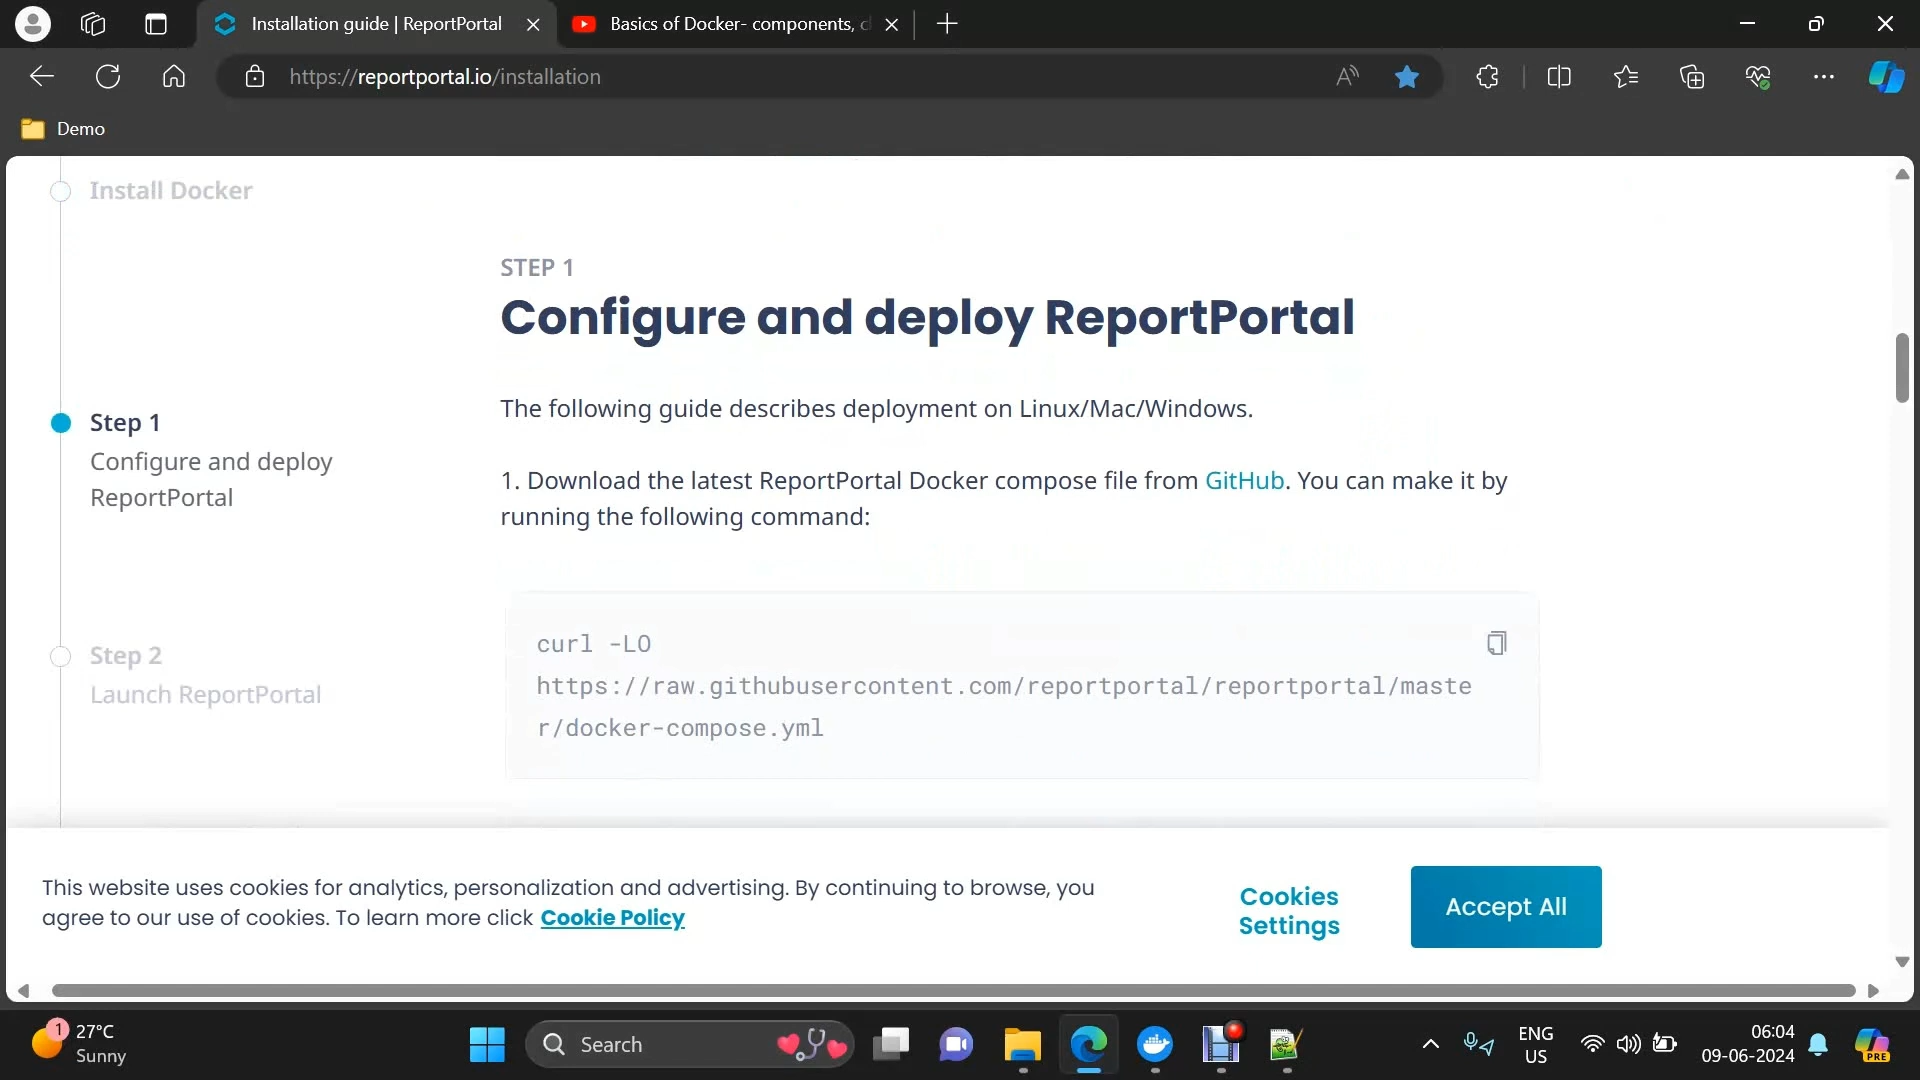 Installation guide | ReportPortal
Basics of Docker- components, c
https://reportportal.io/installation
Demo
Install Docker
STEP 1
Configure and deploy ReportPortal
The following guide describes deployment on Linux/Mac/Windows.
Step 1
Configure and deploy
ReportPortal
1. Download the latest ReportPortal Docker compose file from GitHub. You can make it by
running the following command:
curl -LO
https://raw.githubusercontent.com/reportportal/reportportal/maste
r/docker-compose.yml
Step 2
Launch ReportPortal
This website uses cookies for analytics, personalization and advertising. By continuing to browse, you
agree to our use of cookies. To learn more click Cookie Policy
Cookies
Settings
Accept All
1
27°C
Sunny
Search
ENG
US
06:04
09-06-2024
PRE